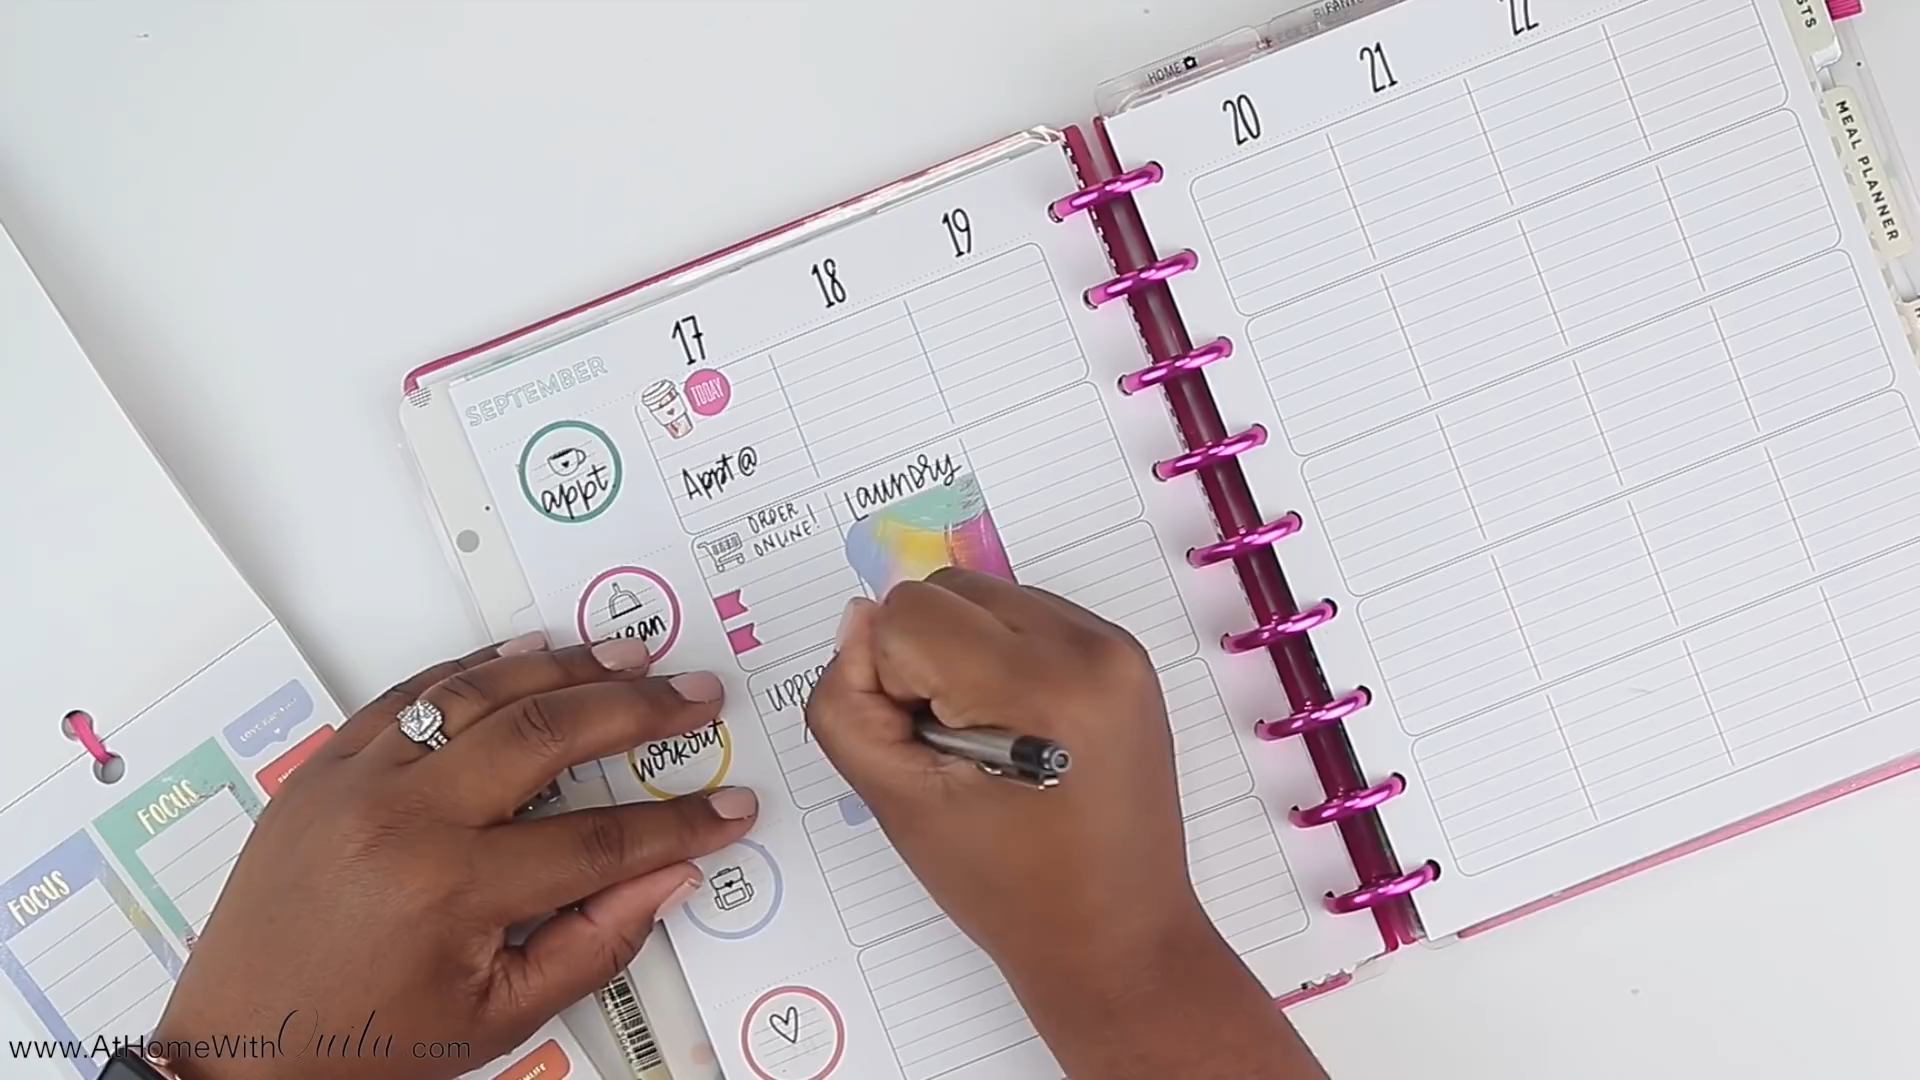 HOME
22
21
20
19
18
17
SEPTEMBER
MEAL PLANNER
TODAY
appt
Appt @
Laundry
ORDER
ONLINE!
workout
FOCUS
FOCUS
www.AtHomeWithQuila.com